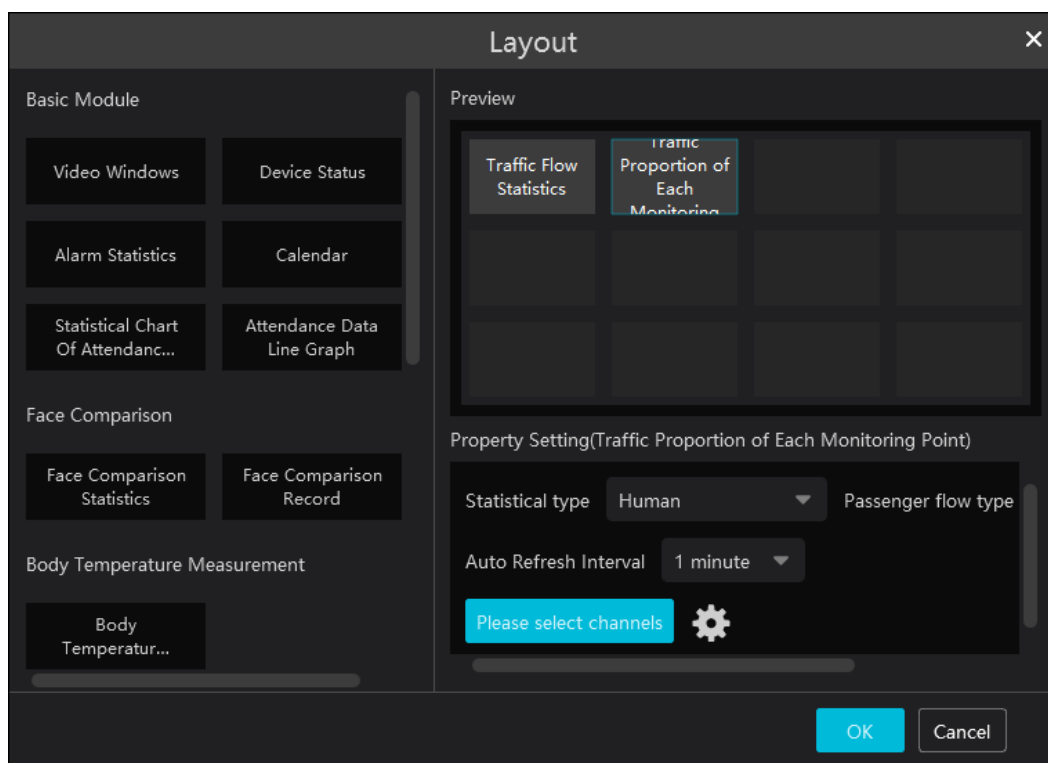 Layout
Basic Module
Video Windows
Device Status
Alarm Statistics
Calendar
Statistical Chart
Of Attendanc...
Attendance Data
Line Graph
Face Comparison
Face Comparison
Statistics
Face Comparison
Record
Body Temperature Measurement
Body
Temperatur...
Preview
Traffic Flow
Statistics
Traffic
Proportion of
Each
Monitoring
Property Setting(Traffic Proportion of Each Monitoring Point)
Statistical type Human Passenger flow type
Auto Refresh Interval 1 minute
Please select channels
OK Cancel